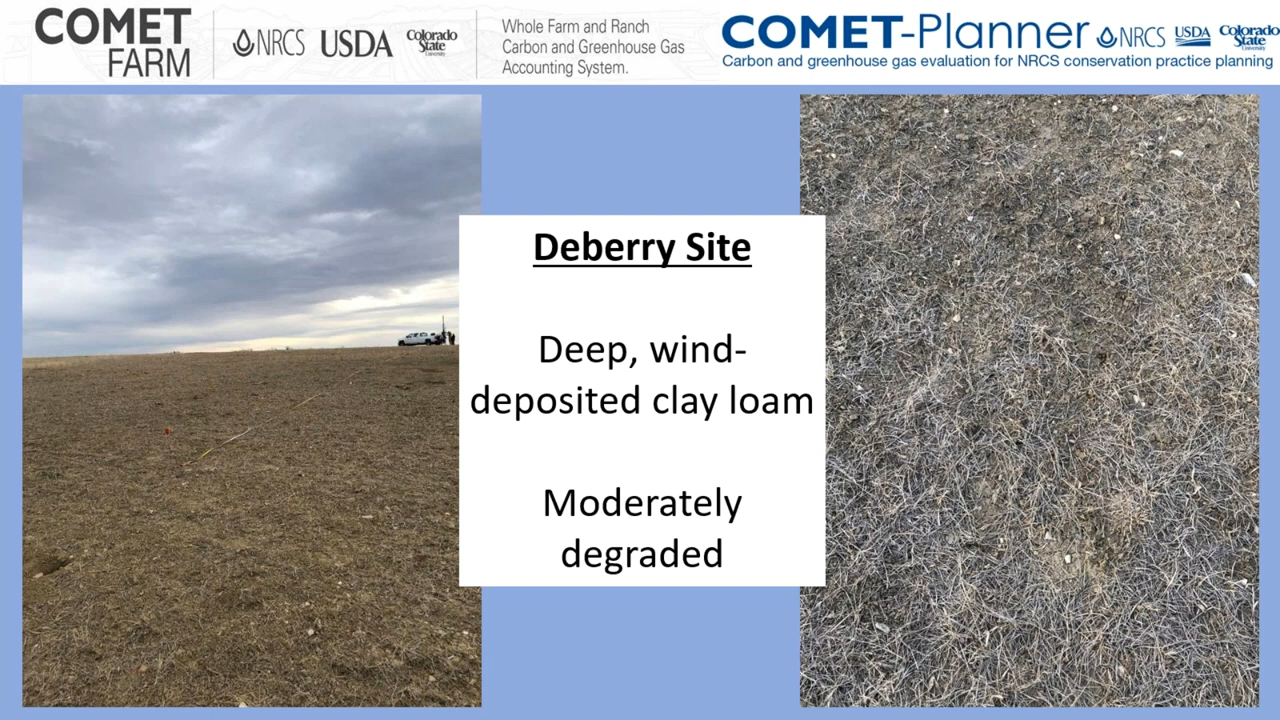 COMET
FARM
NRCS
USDA
Colorado
State
University
Whole Farm and Ranch
Carbon and Greenhouse Gas
Accounting System.
COMET-Planner
NRCS
USDA
Colorado
State
University
Carbon and greenhouse gas evaluation for NRCS conservation practice planning
Deberry Site
Deep, wind-
deposited clay loam
Moderately
degraded